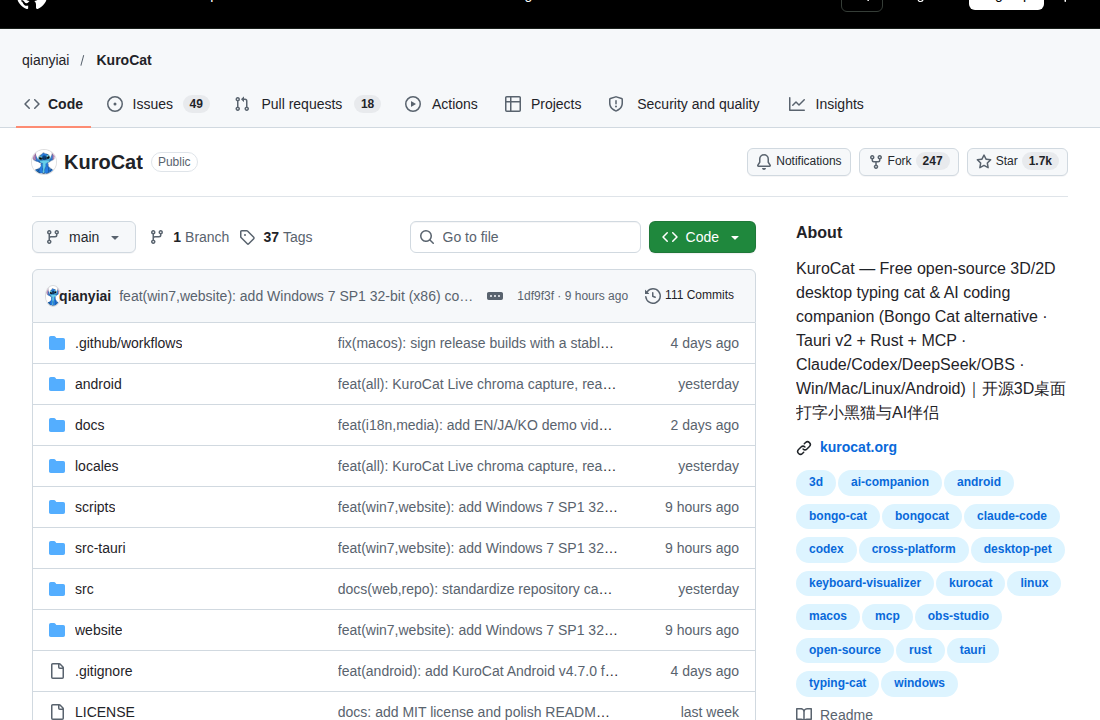 qianyiai / KuroCat
Code Issues 49 Pull requests 18 Actions Projects Security and quality Insights
KuroCat Public
Notifications Fork 247 Star 1.7k
main 1 Branch 37 Tags Go to file Code
qianyiai feat(win7,website): add Windows 7 SP1 32-bit (x86) co… 1df9f3f · 9 hours ago 111 Commits
.github/workflows fix(macos): sign release builds with a stabl… 4 days ago
android feat(all): KuroCat Live chroma capture, rea… yesterday
docs feat(i18n,media): add EN/JA/KO demo vid… 2 days ago
locales feat(all): KuroCat Live chroma capture, rea… yesterday
scripts feat(win7,website): add Windows 7 SP1 32… 9 hours ago
src-tauri feat(win7,website): add Windows 7 SP1 32… 9 hours ago
src docs(web,repo): standardize repository ca… yesterday
website feat(win7,website): add Windows 7 SP1 32… 9 hours ago
.gitignore feat(android): add KuroCat Android v4.7.0 f… 4 days ago
LICENSE docs: add MIT license and polish READM… last week
About
KuroCat — Free open-source 3D/2D
desktop typing cat & AI coding
companion (Bongo Cat alternative ·
Tauri v2 + Rust + MCP ·
Claude/Codex/DeepSeek/OBS ·
Win/Mac/Linux/Android)｜开源3D桌面
打字小黑猫与AI伴侣
kurocat.org
3d ai-companion android
bongo-cat bongocat claude-code
codex cross-platform desktop-pet
keyboard-visualizer kurocat linux
macos mcp obs-studio
open-source rust tauri
typing-cat windows
Readme